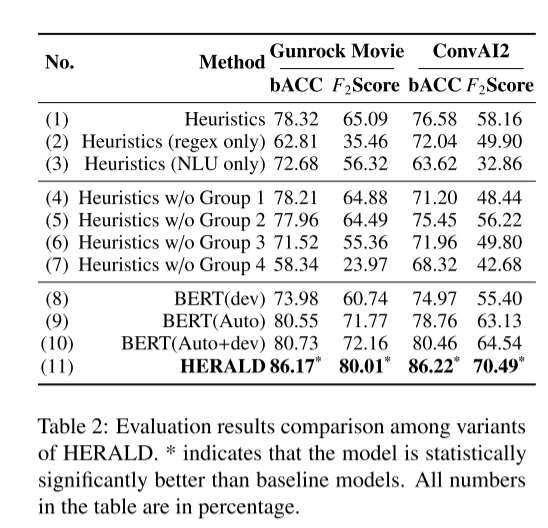 No. Method Gunrock Movie ConvAI2
bACC F2Score bACC F2Score
(1) Heuristics 78.32 65.09 76.58 58.16
(2) Heuristics (regex only) 62.81 35.46 72.04 49.90
(3) Heuristics (NLU only) 72.68 56.32 63.62 32.86
(4) Heuristics w/o Group 1 78.21 64.88 71.20 48.44
(5) Heuristics w/o Group 2 77.96 64.49 75.45 56.22
(6) Heuristics w/o Group 3 71.52 55.36 71.96 49.80
(7) Heuristics w/o Group 4 58.34 23.97 68.32 42.68
(8) BERT(dev) 73.98 60.74 74.97 55.40
(9) BERT(Auto) 80.55 71.77 78.76 63.13
(10) BERT(Auto+dev) 80.73 72.16 80.46 64.54
(11) HERALD 86.17* 80.01* 86.22* 70.49*
Table 2: Evaluation results comparison among variants
of HERALD. * indicates that the model is statistically
significantly better than baseline models. All numbers
in the table are in percentage.